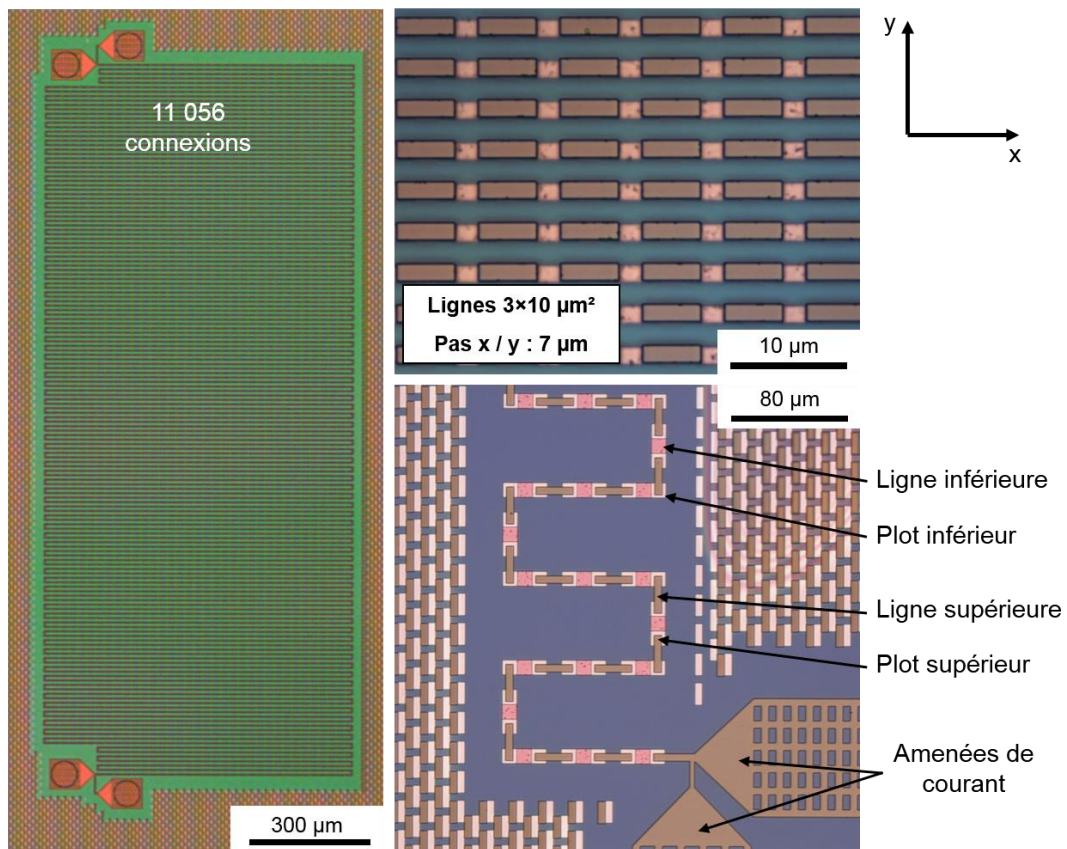 11 056
connexions
300 µm
Lignes 3×10 µm²
Pas x / y : 7 µm
10 µm
y
x
80 µm
Ligne inférieure
Plot inférieur
Ligne supérieure
Plot supérieur
Amenées de
courant